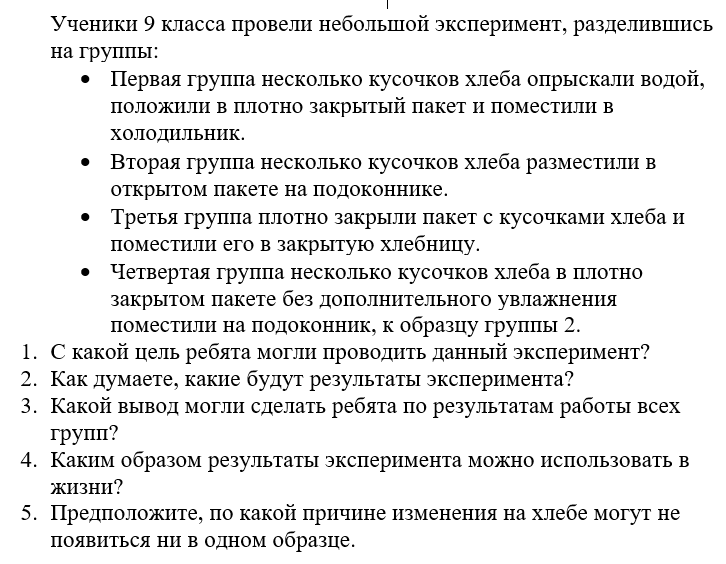 Ученики 9 класса провели небольшой эксперимент, разделившись
на группы:
• Первая группа несколько кусочков хлеба опрыскали водой,
положили в плотно закрытый пакет и поместили в
холодильник.
• Вторая группа несколько кусочков хлеба разместили в
открытом пакете на подоконнике.
• Третья группа плотно закрыли пакет с кусочками хлеба и
поместили его в закрытую хлебницу.
• Четвертая группа несколько кусочков хлеба в плотно
закрытом пакете без дополнительного увлажнения
поместили на подоконник, к образцу группы 2.
1. С какой цель ребята могли проводить данный эксперимент?
2. Как думаете, какие будут результаты эксперимента?
3. Какой вывод могли сделать ребята по результатам работы всех
групп?
4. Каким образом результаты эксперимента можно использовать в
жизни?
5. Предположите, по какой причине изменения на хлебе могут не
появиться ни в одном образце.